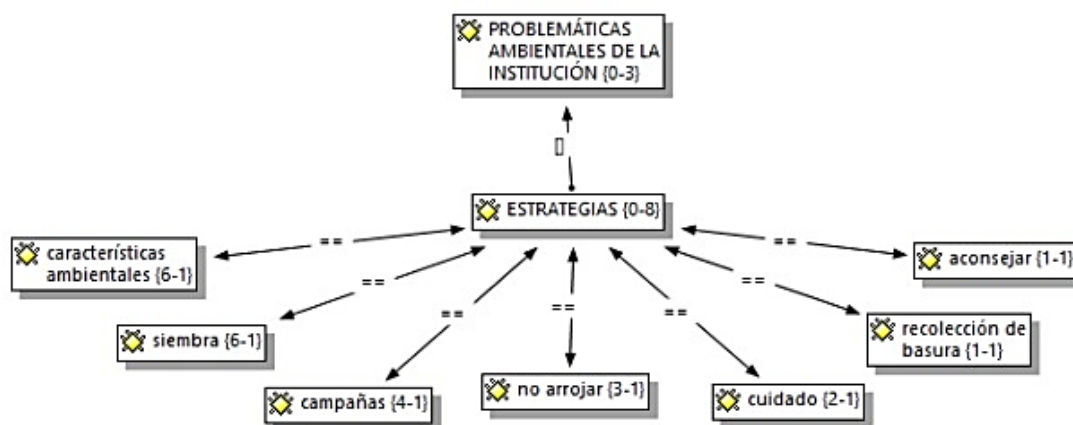 PROBLEMÁTICAS
AMBIENTALES DE LA
INSTITUCIÓN {0-3}
[]
ESTRATEGIAS {0-8}
==
==
==
==
==
==
==
características
ambientales {6-1}
aconsejar {1-1}
siembra {6-1}
recolección de
basura {1-1}
campañas {4-1}
no arrojar {3-1}
cuidado {2-1}